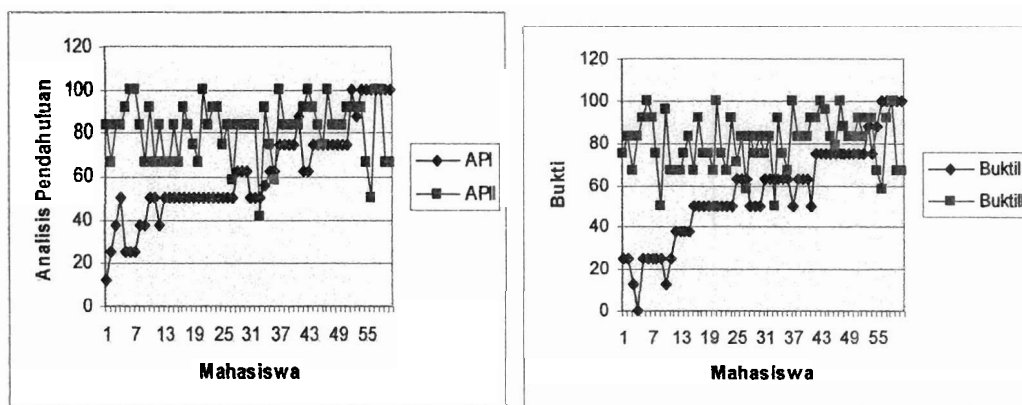 Analisis Pendahuluan
120
100
80
60
40
20
0
1 7 13 19 25 31 37 43 49 55
Mahasiswa
API
APII
Bukti
120
100
80
60
40
20
0
1 7 13 19 25 31 37 43 49 55
Mahasiswa
BuktiI
BuktiII